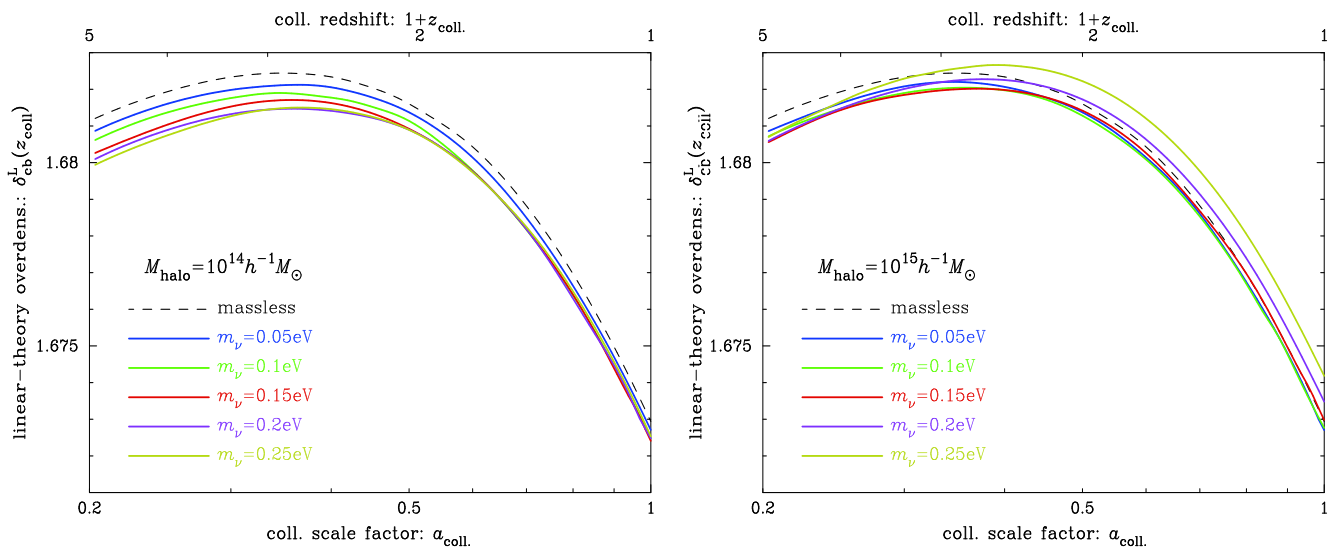 coll. redshift: 1+z_coll.
5 2 1
linear−theory overdens.: δ^L_cb(z_coll)
1.68
1.675
M_halo=10^14 h^−1 M_⊙
massless
m_ν=0.05eV
m_ν=0.1eV
m_ν=0.15eV
m_ν=0.2eV
m_ν=0.25eV
0.2 0.5 1
coll. scale factor: a_coll.
coll. redshift: 1+z_coll.
5 2 1
linear−theory overdens.: δ^L_cb(z_coll)
1.68
1.675
M_halo=10^15 h^−1 M_⊙
massless
m_ν=0.05eV
m_ν=0.1eV
m_ν=0.15eV
m_ν=0.2eV
m_ν=0.25eV
0.2 0.5 1
coll. scale factor: a_coll.